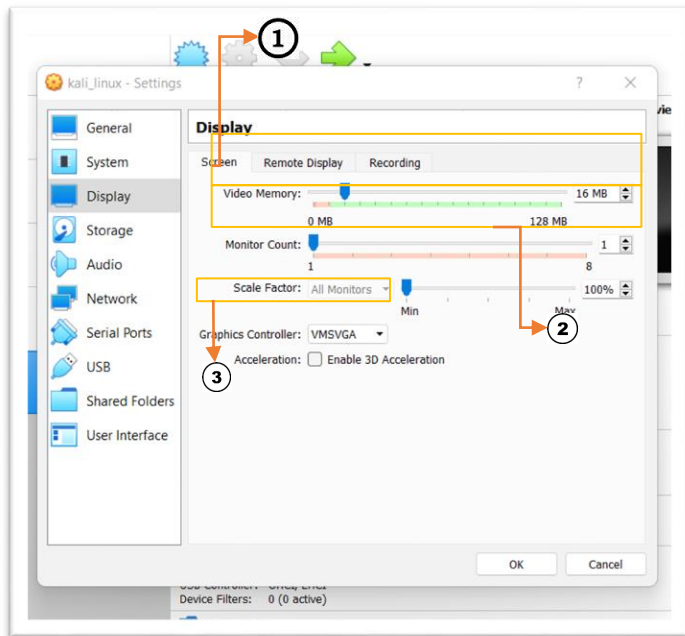 1
vie
kali_linux - Settings ? ×
General
System
Display
Storage
Audio
Network
Serial Ports
USB
Shared Folders
User Interface
Display
Screen Remote Display Recording
Video Memory: 16 MB
0 MB 128 MB
Monitor Count: 1
1 8
Scale Factor: All Monitors 100%
Min Max
2
Graphics Controller: VMSVGA
3
Acceleration: Enable 3D Acceleration
OK Cancel
Device Filters: 0 (0 active)